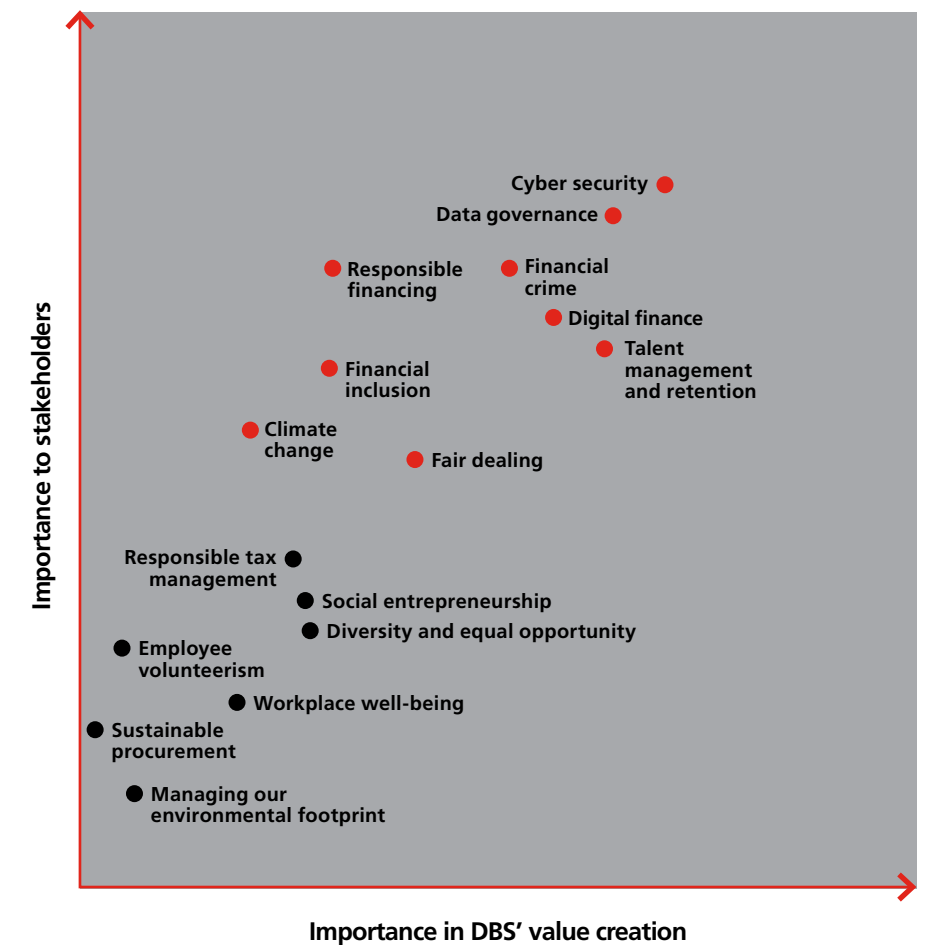 Cyber security
Data governance
Responsible
financing
Financial
crime
Digital finance
Talent
management
and retention
Financial
inclusion
Climate
change
Fair dealing
Responsible tax
management
Social entrepreneurship
Diversity and equal opportunity
Employee
volunteerism
Workplace well-being
Sustainable
procurement
Managing our
environmental footprint
Importance to stakeholders
Importance in DBS’ value creation